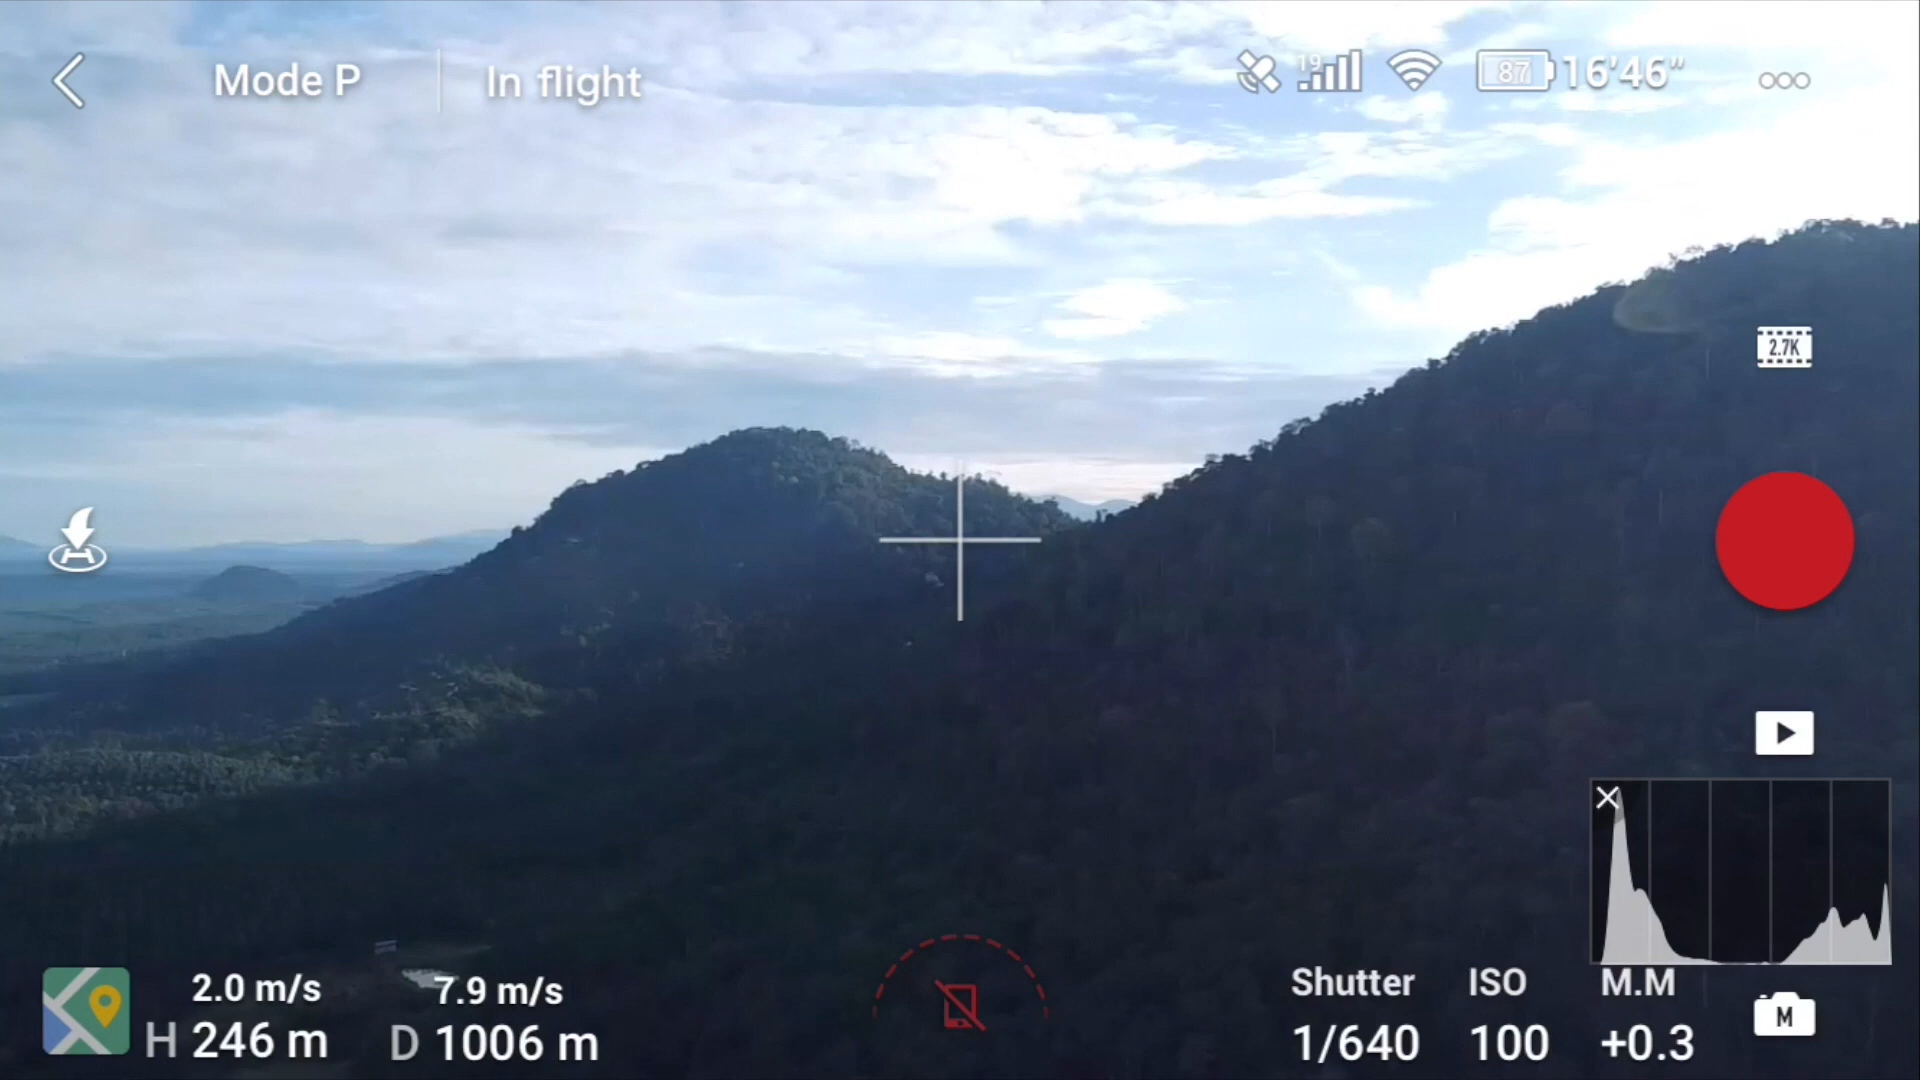 Mode P
In flight
19
87
16'46"
2.7K
2.0 m/s
7.9 m/s
H 246 m
D 1006 m
Shutter
ISO
M.M
1/640
100
+0.3
M